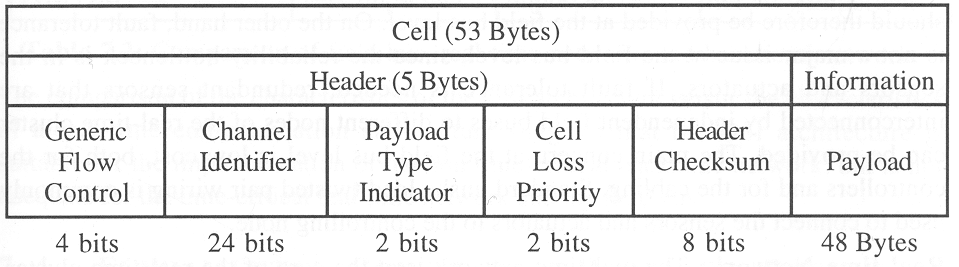 Cell (53 Bytes)
Header (5 Bytes) Information
Generic Channel Payload Cell Header
Flow Identifier Type Loss Checksum Payload
Control Indicator Priority
4 bits 24 bits 2 bits 2 bits 8 bits 48 Bytes